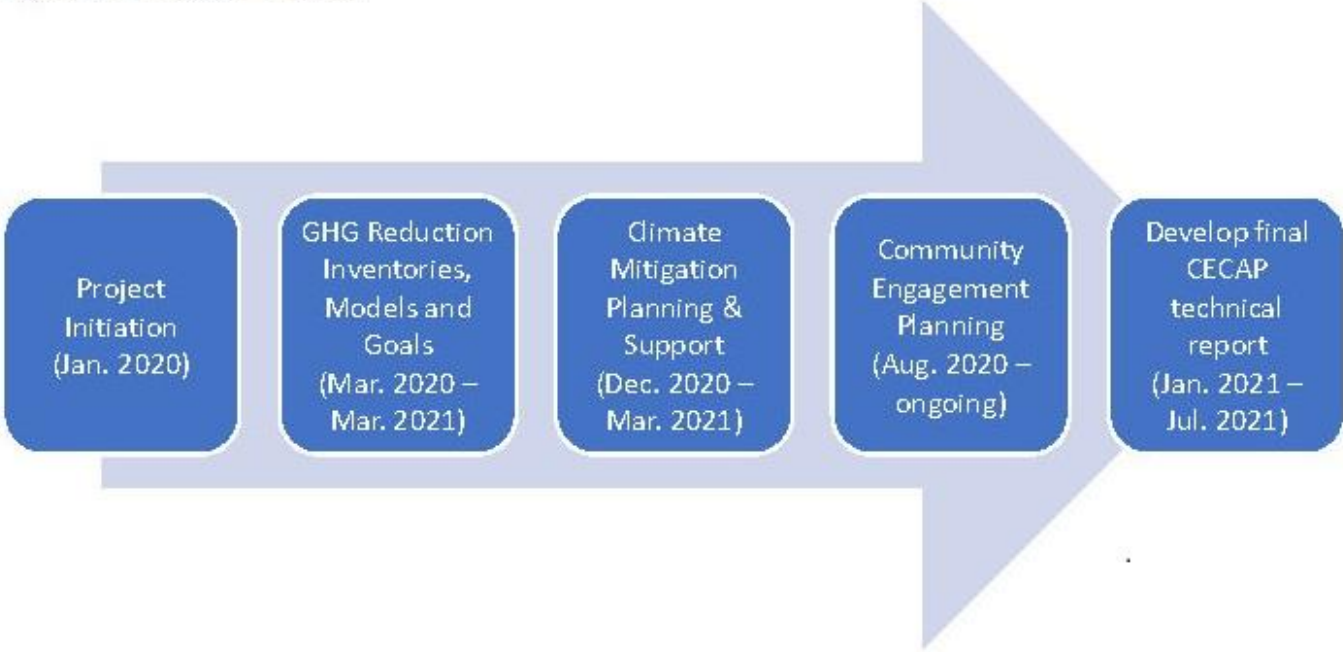 Project
Initiation
(Jan. 2020)
GHG Reduction
Inventories,
Models and
Goals
(Mar. 2020 –
Mar. 2021)
Climate
Mitigation
Planning &
Support
(Dec. 2020 –
Mar. 2021)
Community
Engagement
Planning
(Aug. 2020 –
ongoing)
Develop final
CECAP
technical
report
(Jan. 2021 –
Jul. 2021)